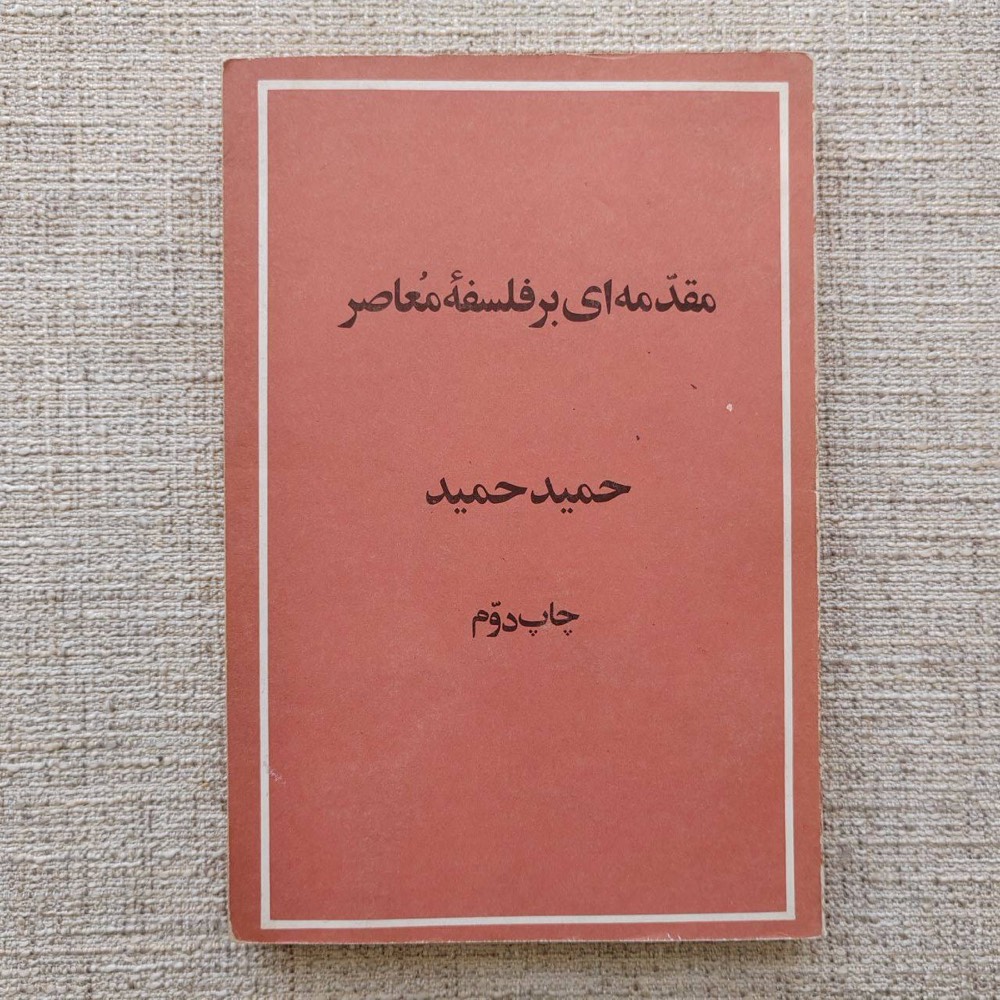 مقدّمه‌ای بر فلسفهٔ مُعاصر
حمید حمید
چاپ دوّم